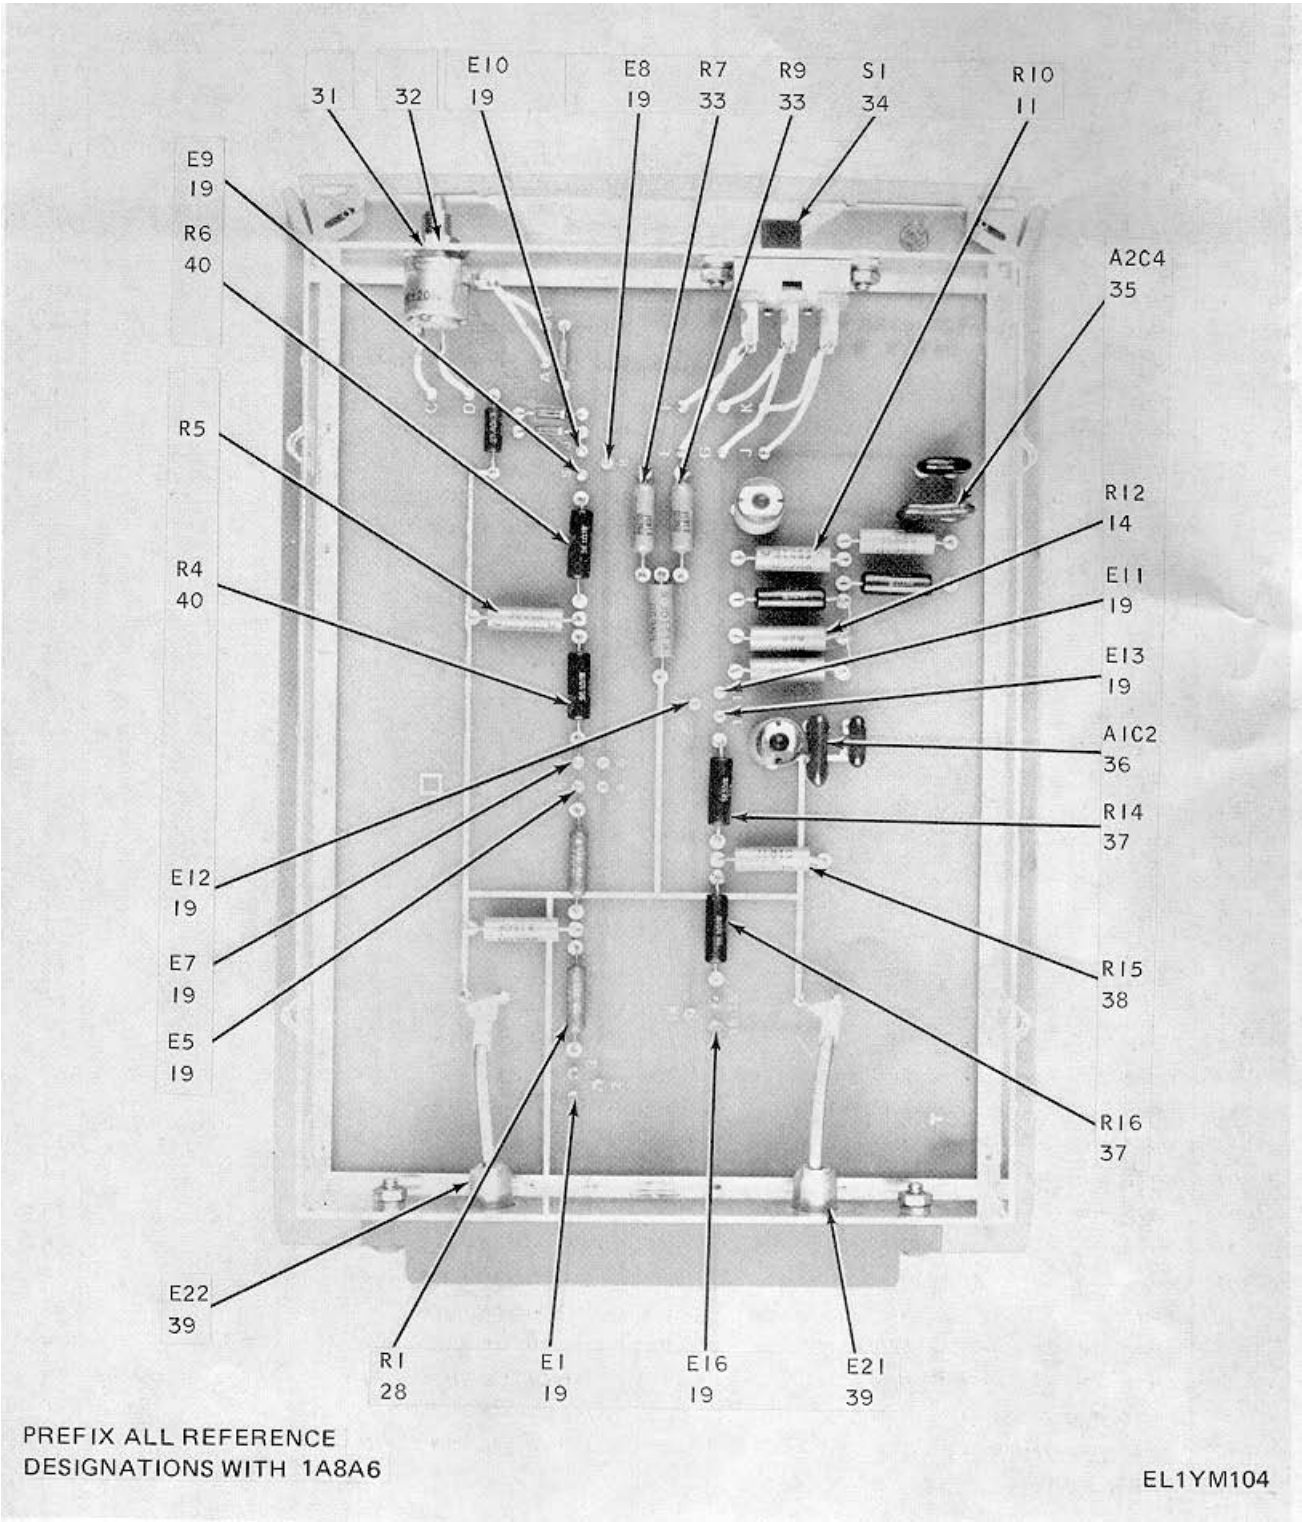 E10
E8
R7
R9
S1
R10
31
32
19
19
33
33
34
11
E9
19
R6
40
A2C4
35
R5
R12
14
R4
40
E11
19
E13
19
A1C2
36
R14
37
E12
19
E7
19
R15
38
E5
19
R16
37
E22
39
R1
28
E1
19
E16
19
E21
39
C
D
A
K
G
J
PREFIX ALL REFERENCE
DESIGNATIONS WITH 1A8A6
EL1YM104